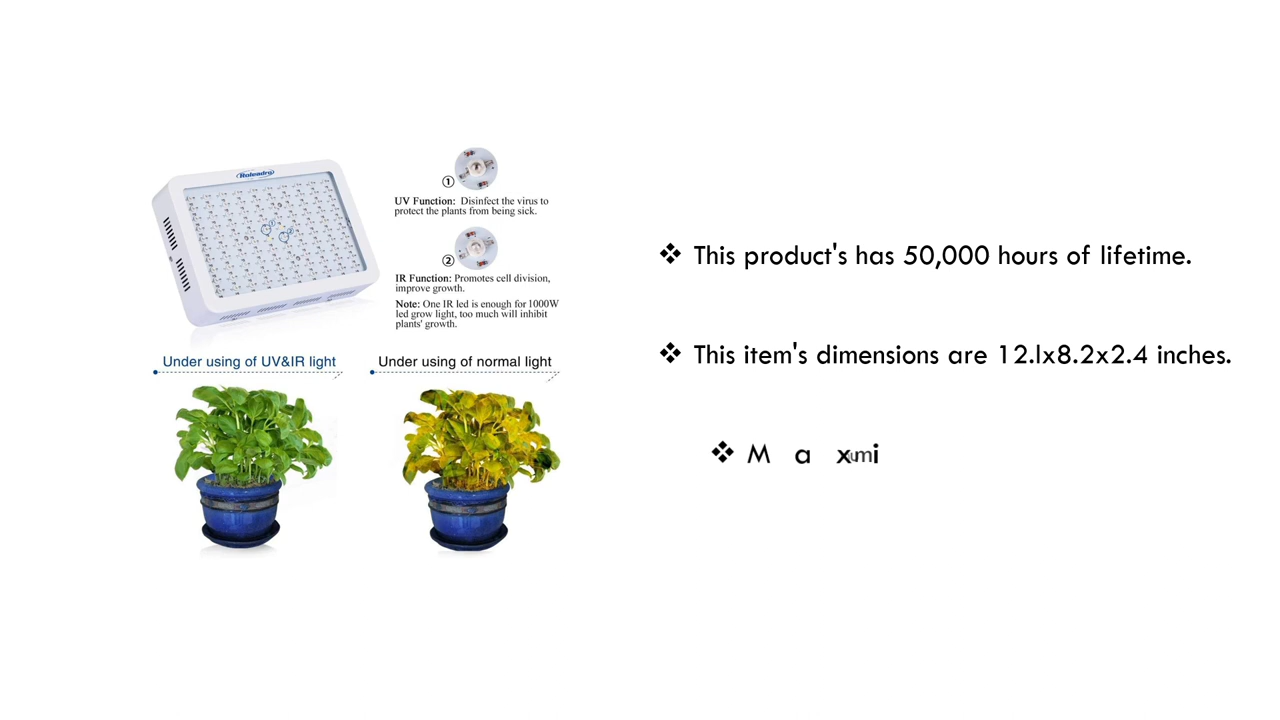 Roleadro
①
UV Function: Disinfect the virus to
protect the plants from being sick.
②
IR Function: Promotes cell division,
improve growth.
Note: One IR led is enough for 1000W
led grow light, too much will inhibit
plants' growth.
Under using of UV&IR light
Under using of normal light
❖ This product's has 50,000 hours of lifetime.
❖ This item's dimensions are 12.lx8.2x2.4 inches.